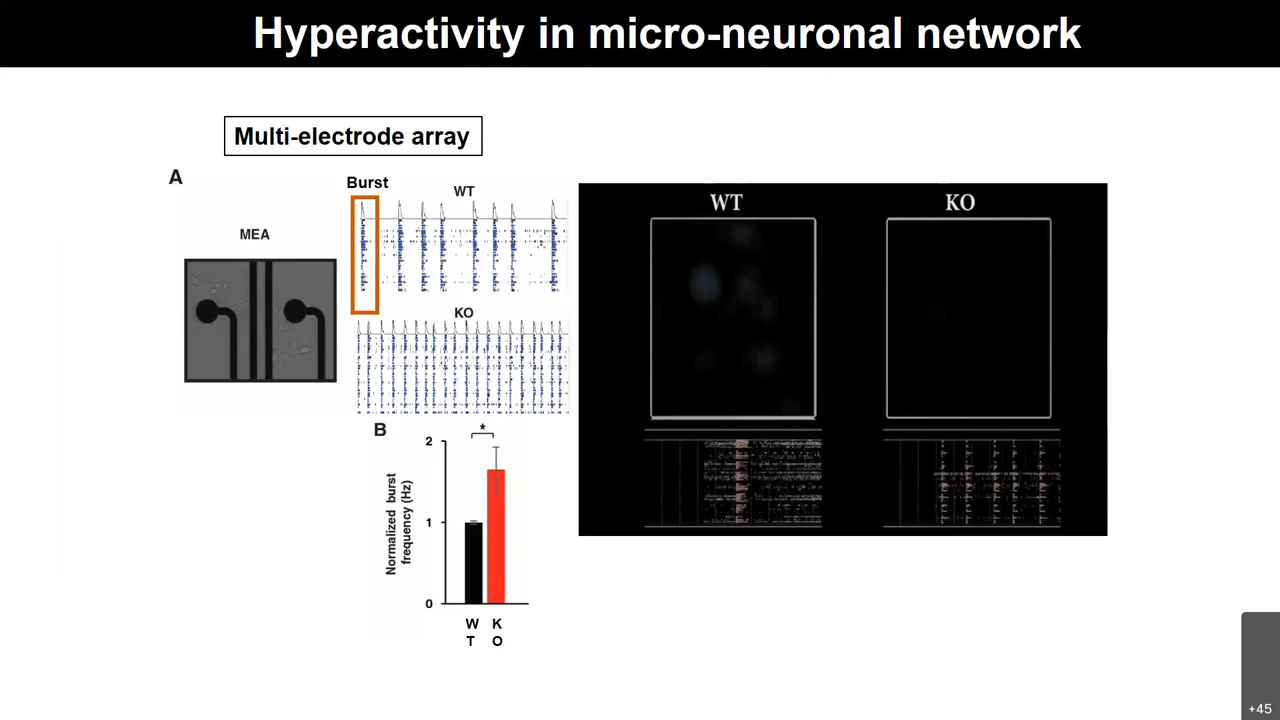 Hyperactivity in micro-neuronal network
Multi-electrode array
A
Burst
WT
MEA
KO
WT
KO
B
*
2
1
0
Normalized burst
frequency (Hz)
W K
T O
+45